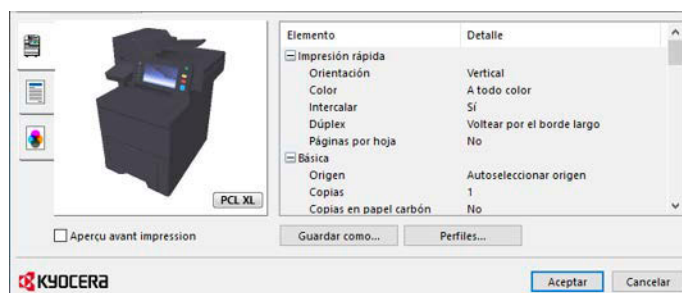 Elemento Detalle
Impresión rápida
Orientación Vertical
Color A todo color
Intercalar Sí
Dúplex Voltear por el borde largo
Páginas por hoja No
Básica
Origen Autoseleccionar origen
Copias 1
Copias en papel carbón No
PCL XL
Aperçu avant impression Guardar como... Perfiles...
KYOCERA Aceptar Cancelar